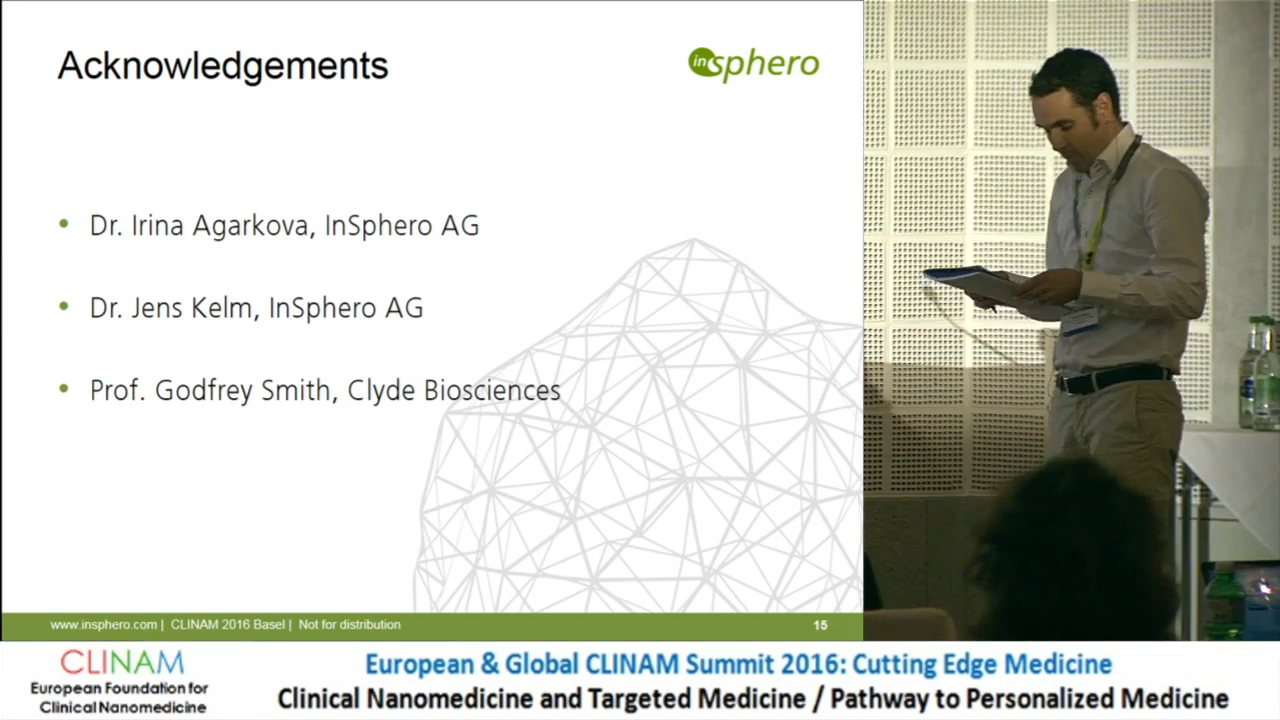 Acknowledgements
insphero
• Dr. Irina Agarkova, InSphero AG
• Dr. Jens Kelm, InSphero AG
• Prof. Godfrey Smith, Clyde Biosciences
www.insphero.com | CLINAM 2016 Basel | Not for distribution
15
CLINAM
European Foundation for
Clinical Nanomedicine
European & Global CLINAM Summit 2016: Cutting Edge Medicine
Clinical Nanomedicine and Targeted Medicine / Pathway to Personalized Medicine